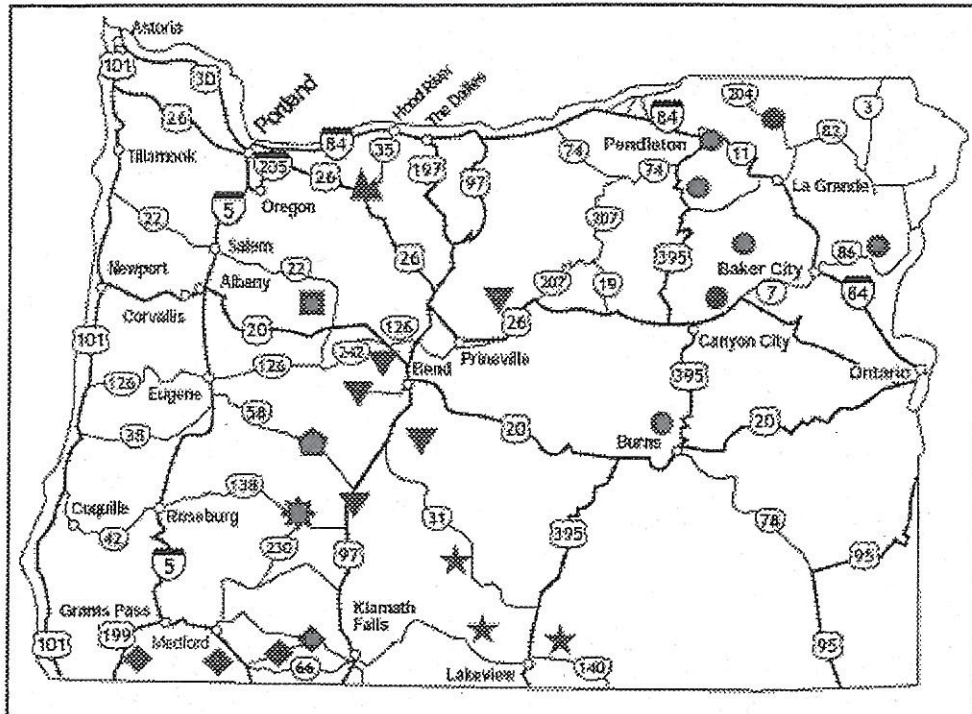 Astoria
101
30
26
Portland
Hood River
The Dalles
84
35
205
26
197
97
74
84
204
3
82
Pendleton
11
74
La Grande
Tillamook
Oregon
5
22
Salem
207
Newport
22
26
395
86
Baker City
Albany
207
19
7
84
Corvallis
20
126
26
Canyon City
101
242
Prineville
126
Eugene
126
Bend
395
Ontario
58
20
20
38
Burns
138
Coquille
Roseburg
31
395
78
42
230
97
95
5
Grants Pass
Klamath
Falls
199
Medford
101
66
Lakeview
140
95